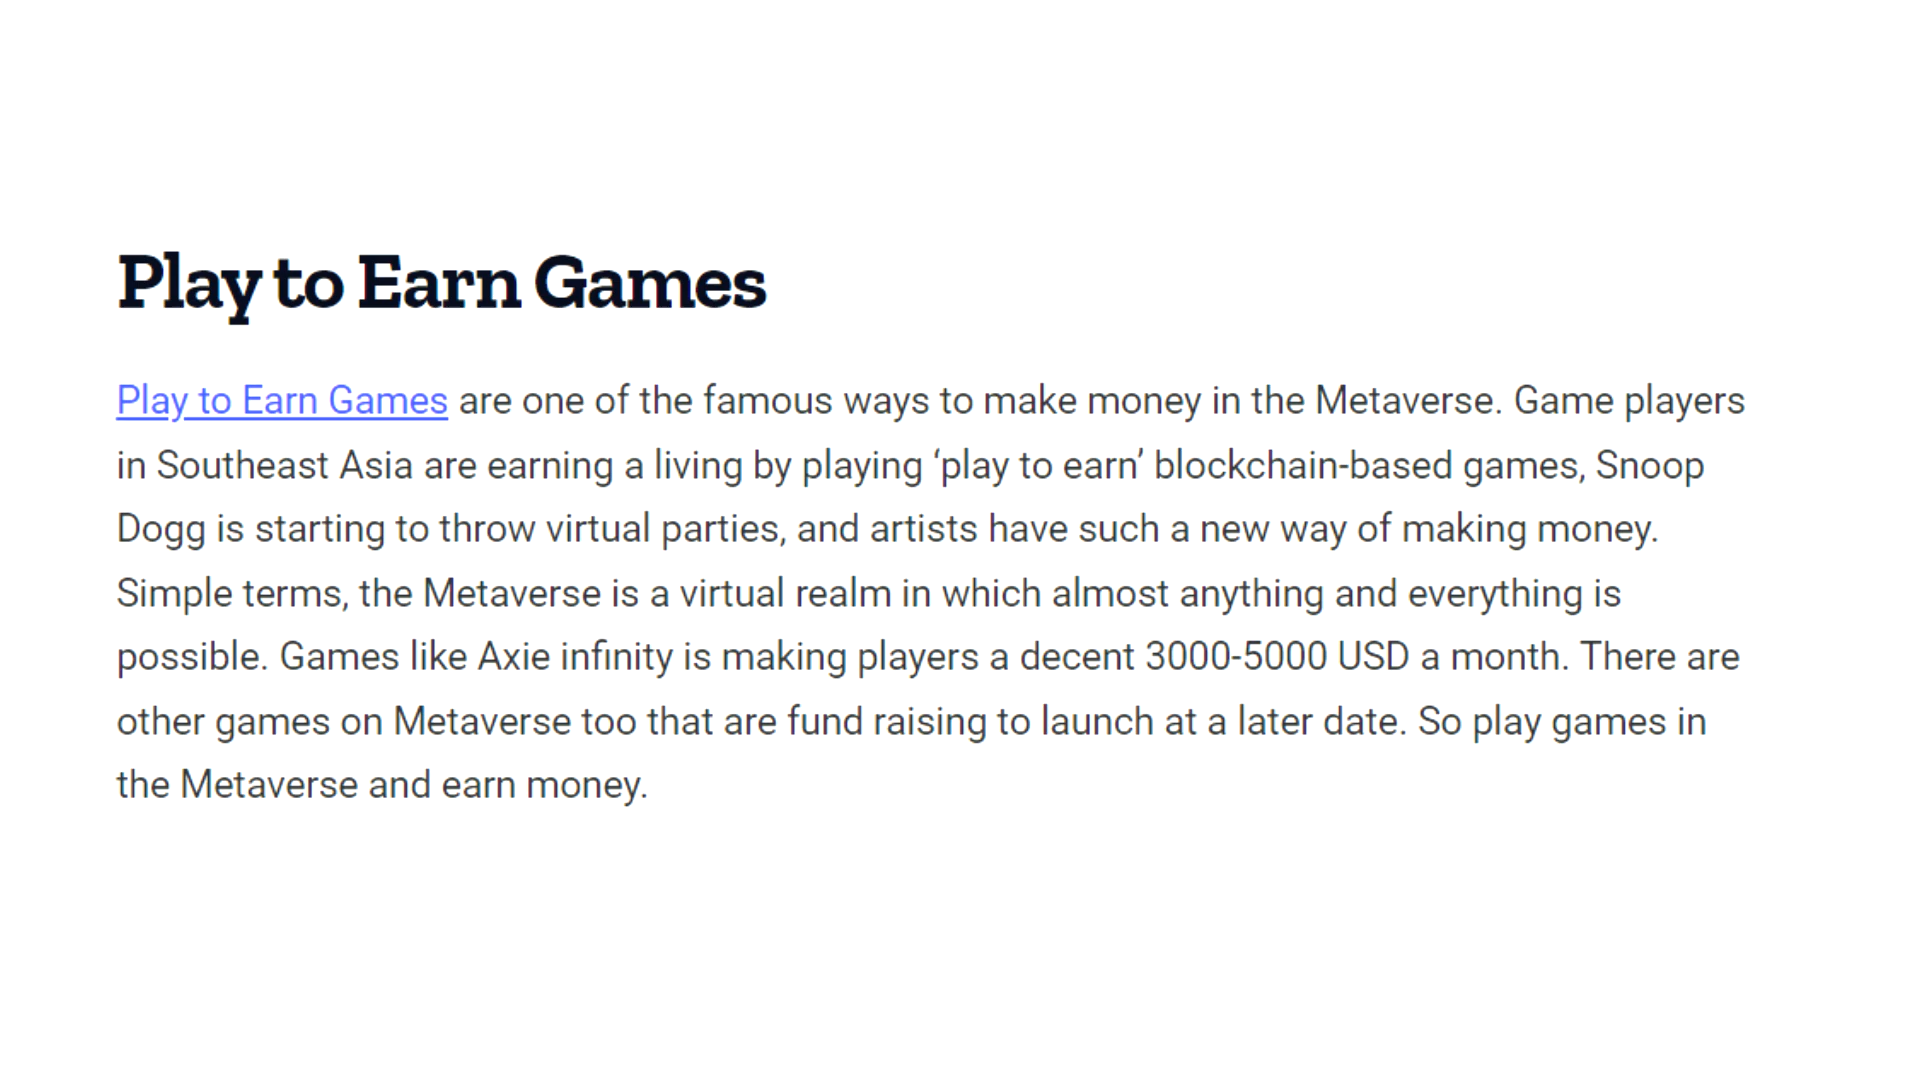 Play to Earn Games
Play to Earn Games are one of the famous ways to make money in the Metaverse. Game players
in Southeast Asia are earning a living by playing ‘play to earn’ blockchain-based games, Snoop
Dogg is starting to throw virtual parties, and artists have such a new way of making money.
Simple terms, the Metaverse is a virtual realm in which almost anything and everything is
possible. Games like Axie infinity is making players a decent 3000-5000 USD a month. There are
other games on Metaverse too that are fund raising to launch at a later date. So play games in
the Metaverse and earn money.